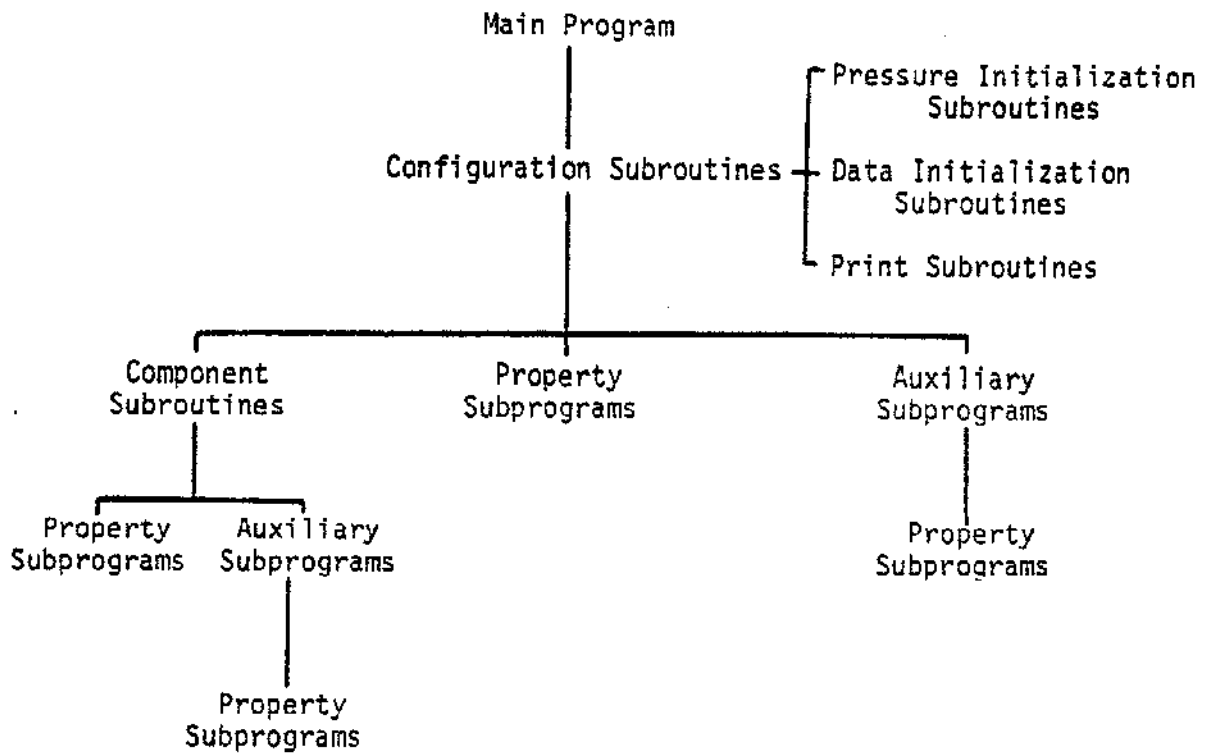 Main Program
Pressure Initialization
Subroutines
Configuration Subroutines
Data Initialization
Subroutines
Print Subroutines
Component
Subroutines
Property
Subprograms
Auxiliary
Subprograms
Property
Subprograms
Auxiliary
Subprograms
Property
Subprograms
Property
Subprograms